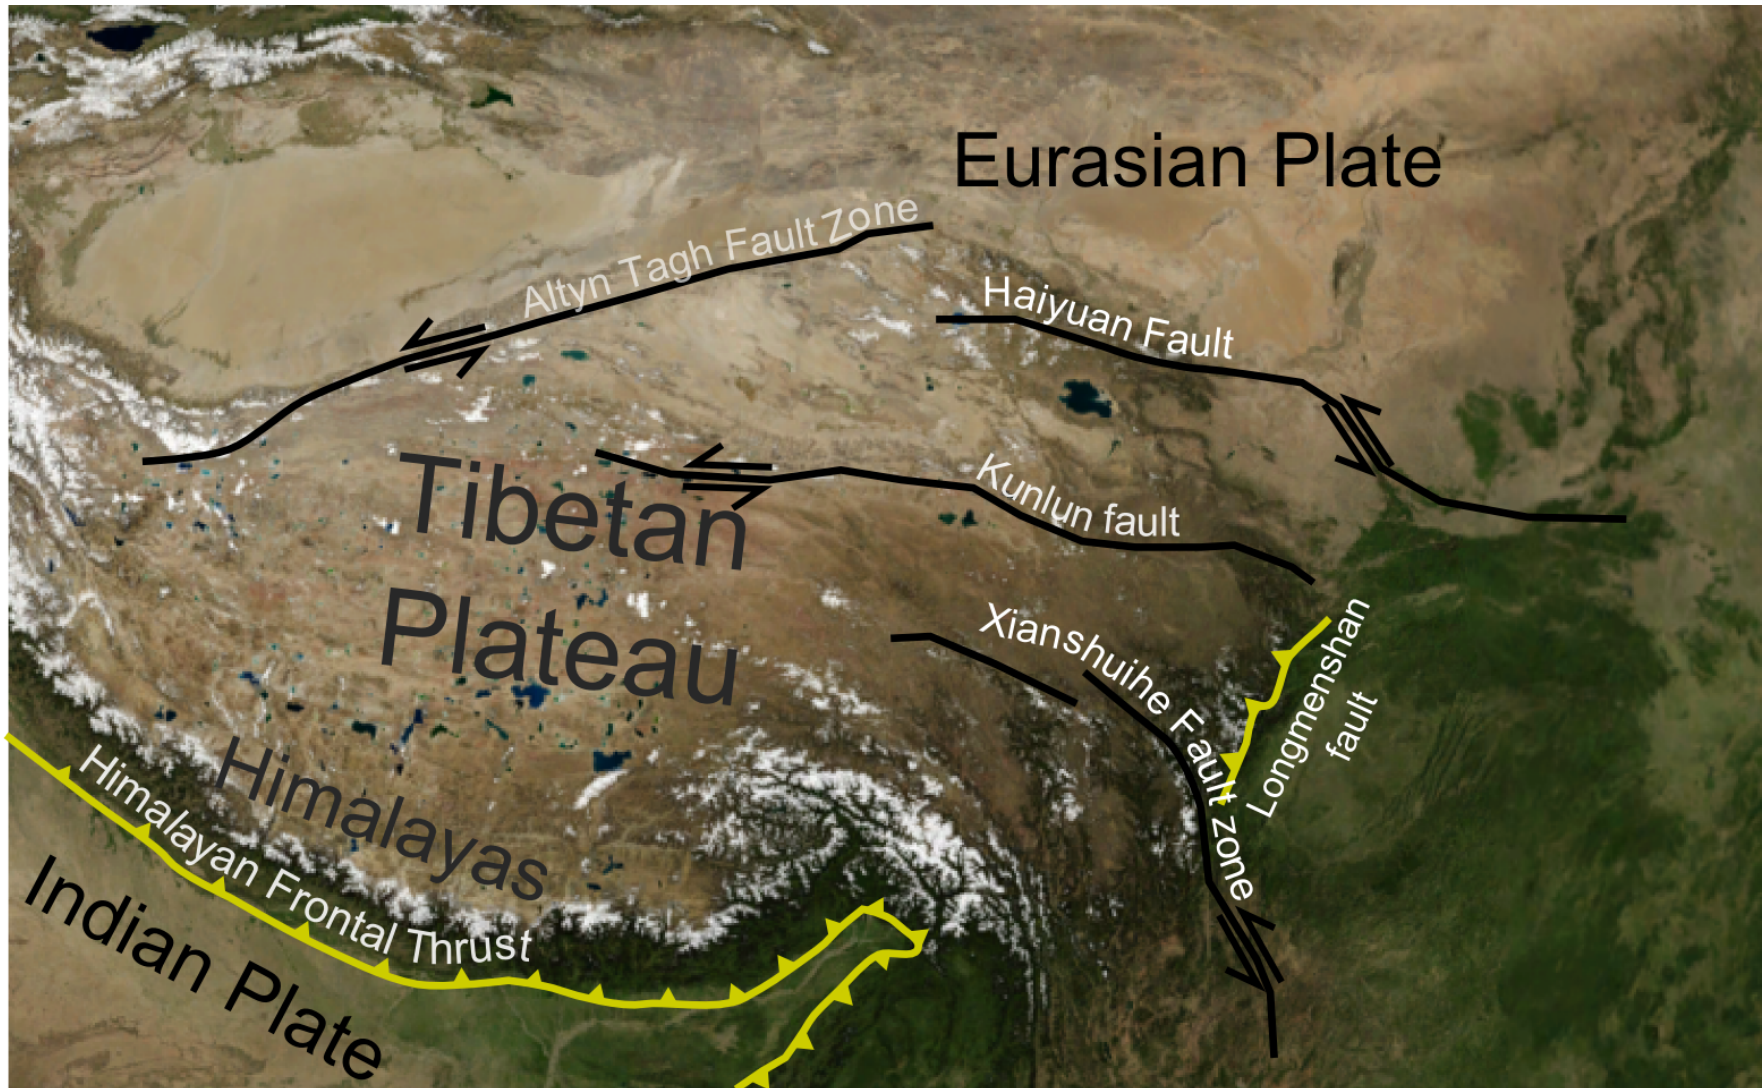 Eurasian Plate
Altyn Tagh Fault Zone
Haiyuan Fault
Kunlun fault
Tibetan
Plateau
Xianshuihe Fault zone
Longmenshan
fault
Himalayas
Himalayan Frontal Thrust
Indian Plate